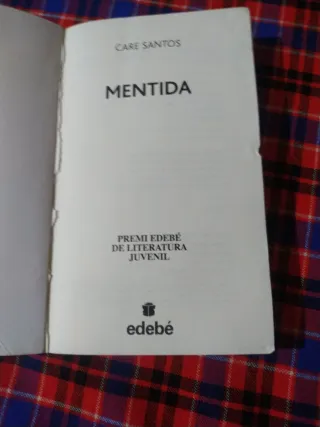 CARE SANTOS
MENTIDA
PREMI EDEBÉ
DE LITERATURA
JUVENIL
edebé